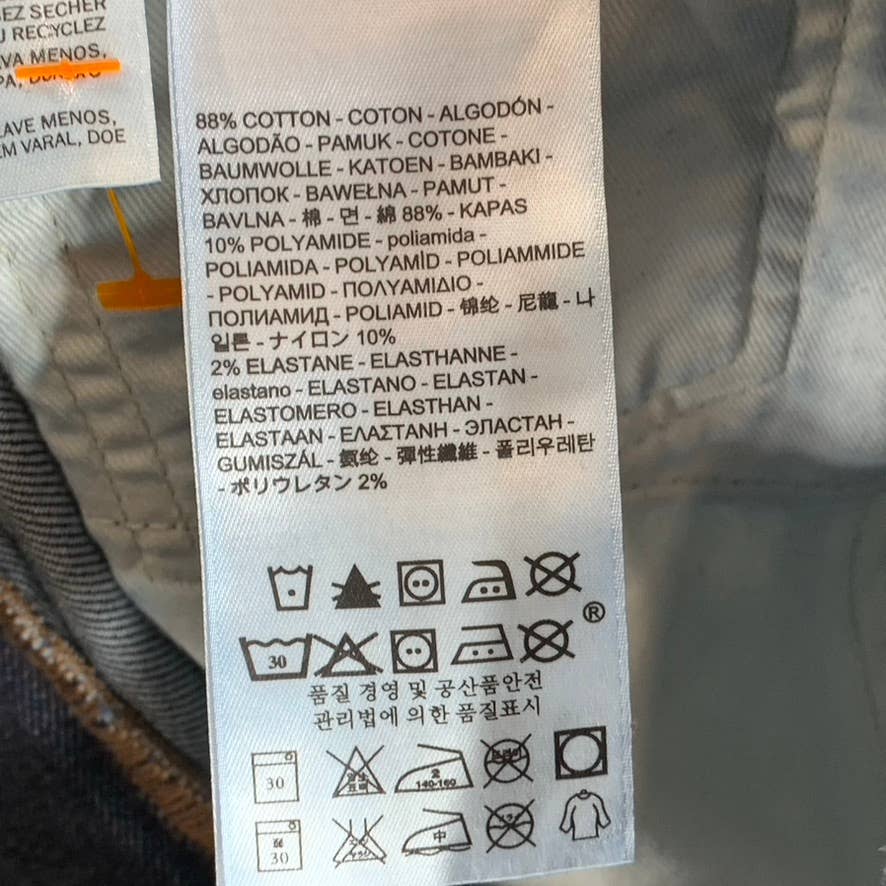 EZ SECHER
U RECYCLEZ
VA MENOS,
LAVE MENOS,
EM VARAL, DOE
88% COTTON - COTON - ALGODÓN -
ALGODÃO - PAMUK - COTONE -
BAUMWOLLE - KATOEN - BAMBAKI -
ХЛОПОК - BAWEŁNA - PAMUT -
BAVLNA - 棉 - 면 - 綿 88% - KAPAS
10% POLYAMIDE - poliamida -
POLIAMIDA - POLYAMİD - POLIAMMIDE
- POLYAMID - ΠΟΛΥΑΜΙΔΙΟ -
ПОЛИАМИД - POLIAMID - 锦纶 - 尼龍 - 나
일론 - ナイロン 10%
2% ELASTANE - ELASTHANNE -
elastano - ELASTANO - ELASTAN -
ELASTOMERO - ELASTHAN -
ELASTAAN - ΕΛΑΣΤΑΝΗ - ЭЛАСТАН -
GUMISZÁL - 氨纶 - 彈性纖維 - 폴리우레탄
- ポリウレタン 2%
®
30
품질 경영 및 공산품안전
관리법에 의한 품질표시
30
2
140-160
30
中